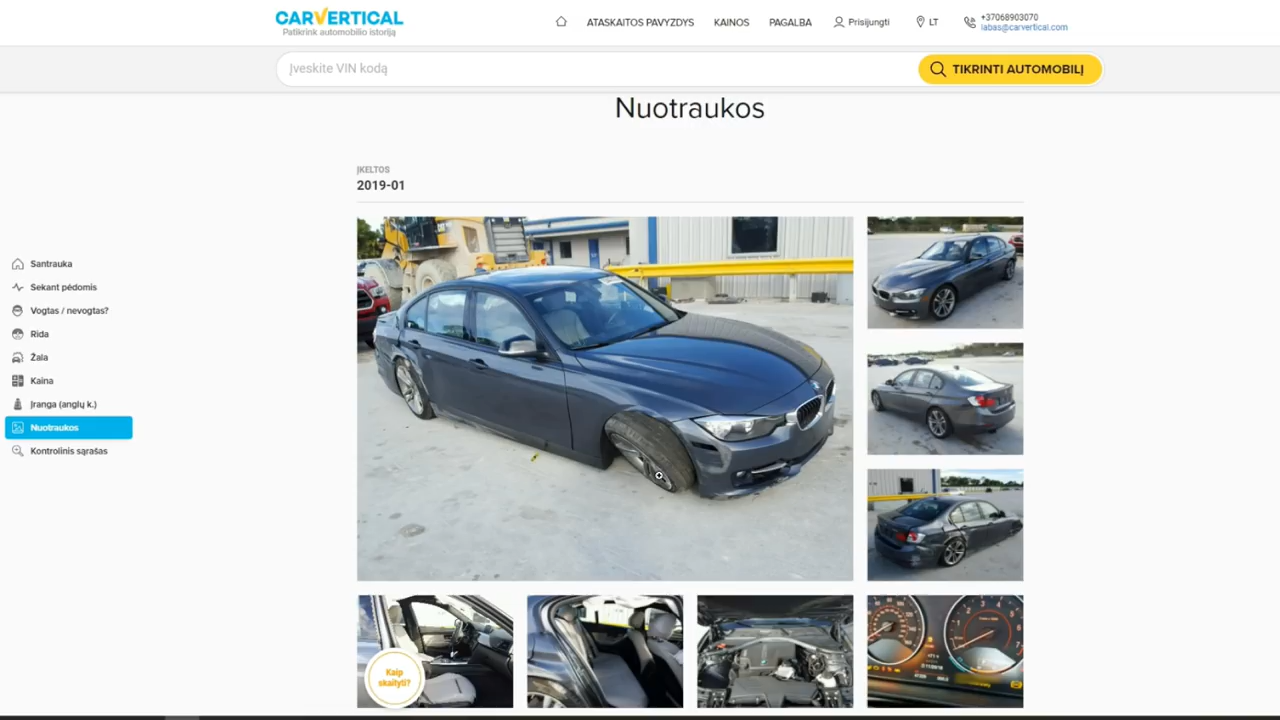 CARVERTICAL
Patikrink automobilio istoriją
ATASKAITOS PAVYZDYS
KAINOS
PAGALBA
Prisijungti
LT
+37068903070
labas@carvertical.com
Įveskite VIN kodą
TIKRINTI AUTOMOBILĮ
Nuotraukos
ĮKELTOS
2019-01
Santrauka
Sekant pėdomis
Vogtas / nevogtas?
Rida
Žala
Kaina
Įranga (anglų k.)
Nuotraukos
Kontrolinis sąrašas
Kaip
skaityti?